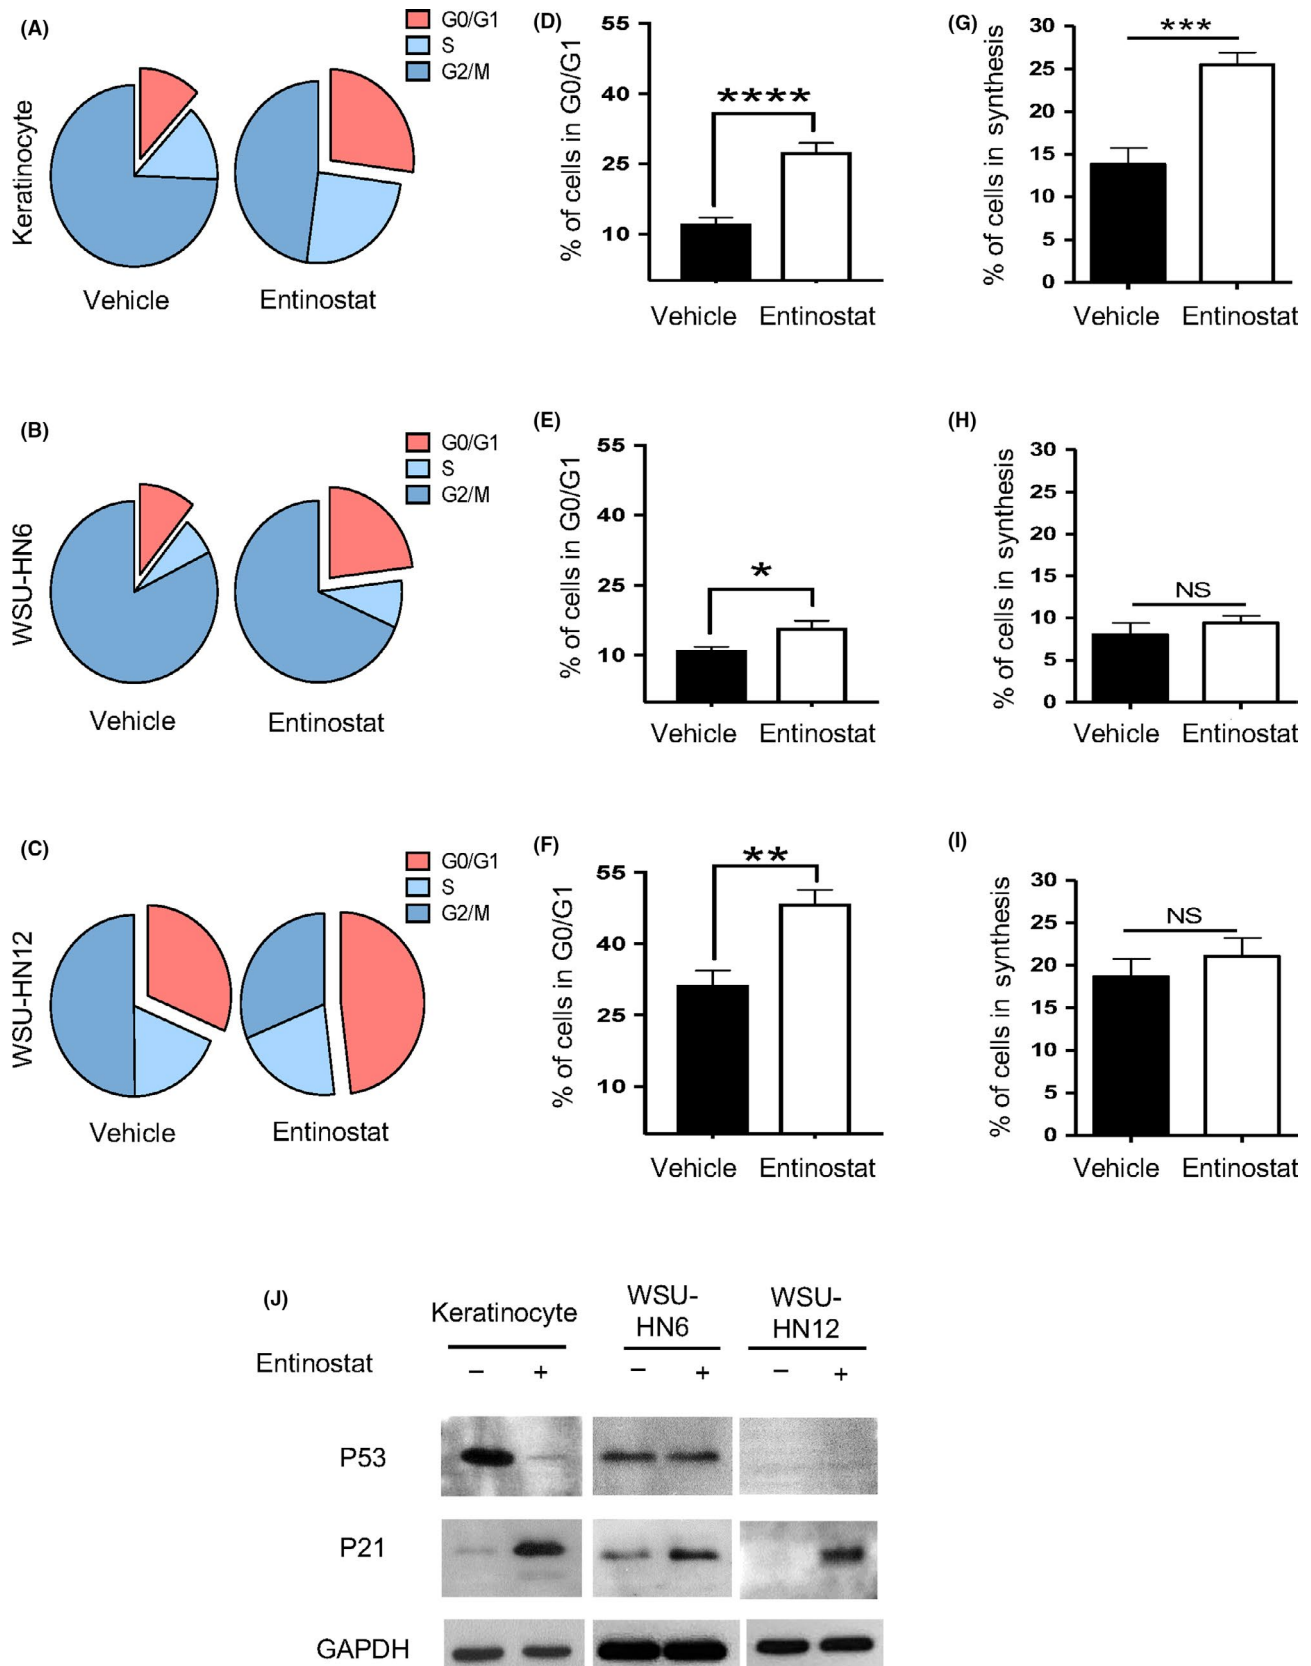 (A)
G0/G1
S
G2/M
Keratinocyte
Vehicle
Entinostat
(D)
% of cells in G0/G1
55
40
25
10
****
Vehicle
Entinostat
(G)
% of cells in synthesis
30
25
20
15
10
5
0
***
Vehicle
Entinostat
(B)
G0/G1
S
G2/M
WSU-HN6
Vehicle
Entinostat
(E)
% of cells in G0/G1
55
40
25
10
*
Vehicle
Entinostat
(H)
% of cells in synthesis
30
25
20
15
10
5
0
NS
Vehicle
Entinostat
(C)
G0/G1
S
G2/M
WSU-HN12
Vehicle
Entinostat
(F)
% of cells in G0/G1
55
40
25
10
**
Vehicle
Entinostat
(I)
% of cells in synthesis
30
25
20
15
10
5
0
NS
Vehicle
Entinostat
(J)
Keratinocyte
WSU-
HN6
WSU-
HN12
Entinostat
– + – + – +
P53
P21
GAPDH